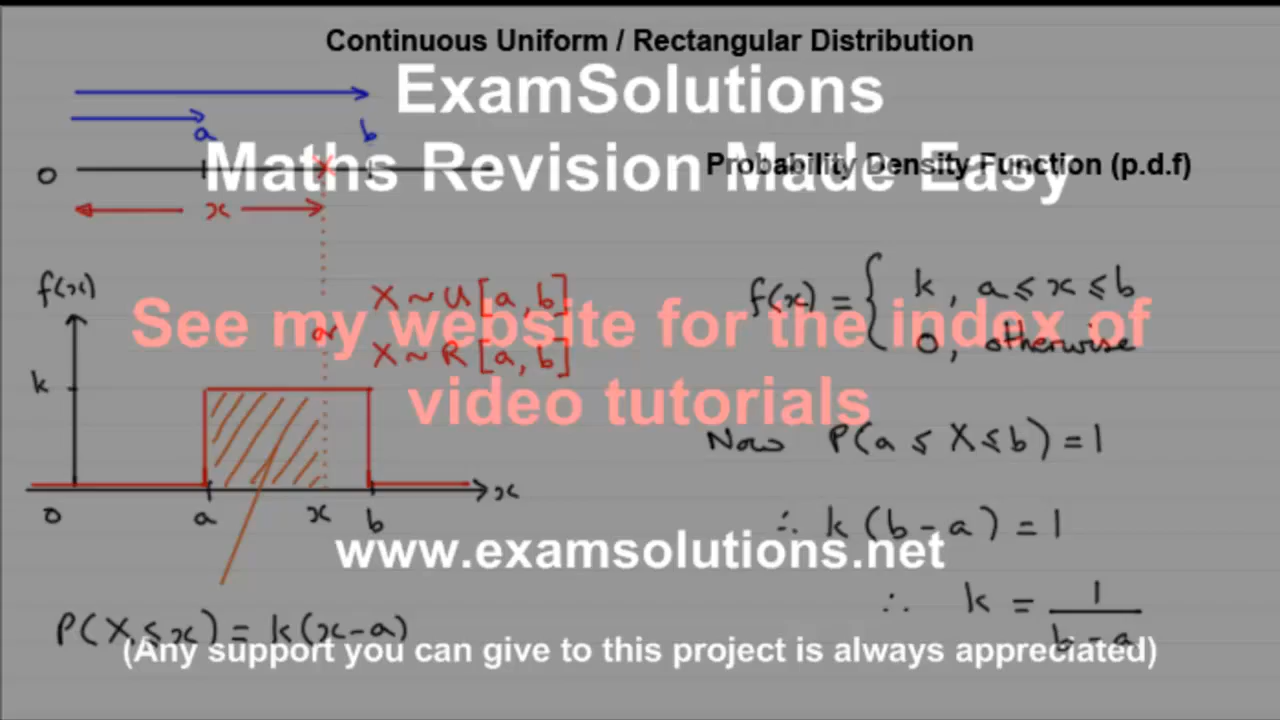 Continuous Uniform / Rectangular Distribution
ExamSolutions
Maths Revision Made Easy
a b
0
Probability Density Function (p.d.f)
x
f(x)
X ~ U [a, b]
or
X ~ R [a, b]
f(x) = { k, a ≤ x ≤ b
0, otherwise
See my website for the index of
video tutorials
k
Now P(a ≤ X ≤ b) = 1
0 a x b x
∴ k (b - a) = 1
www.examsolutions.net
∴ k = 1
b - a
P(X ≤ x) = k(x-a)
(Any support you can give to this project is always appreciated)